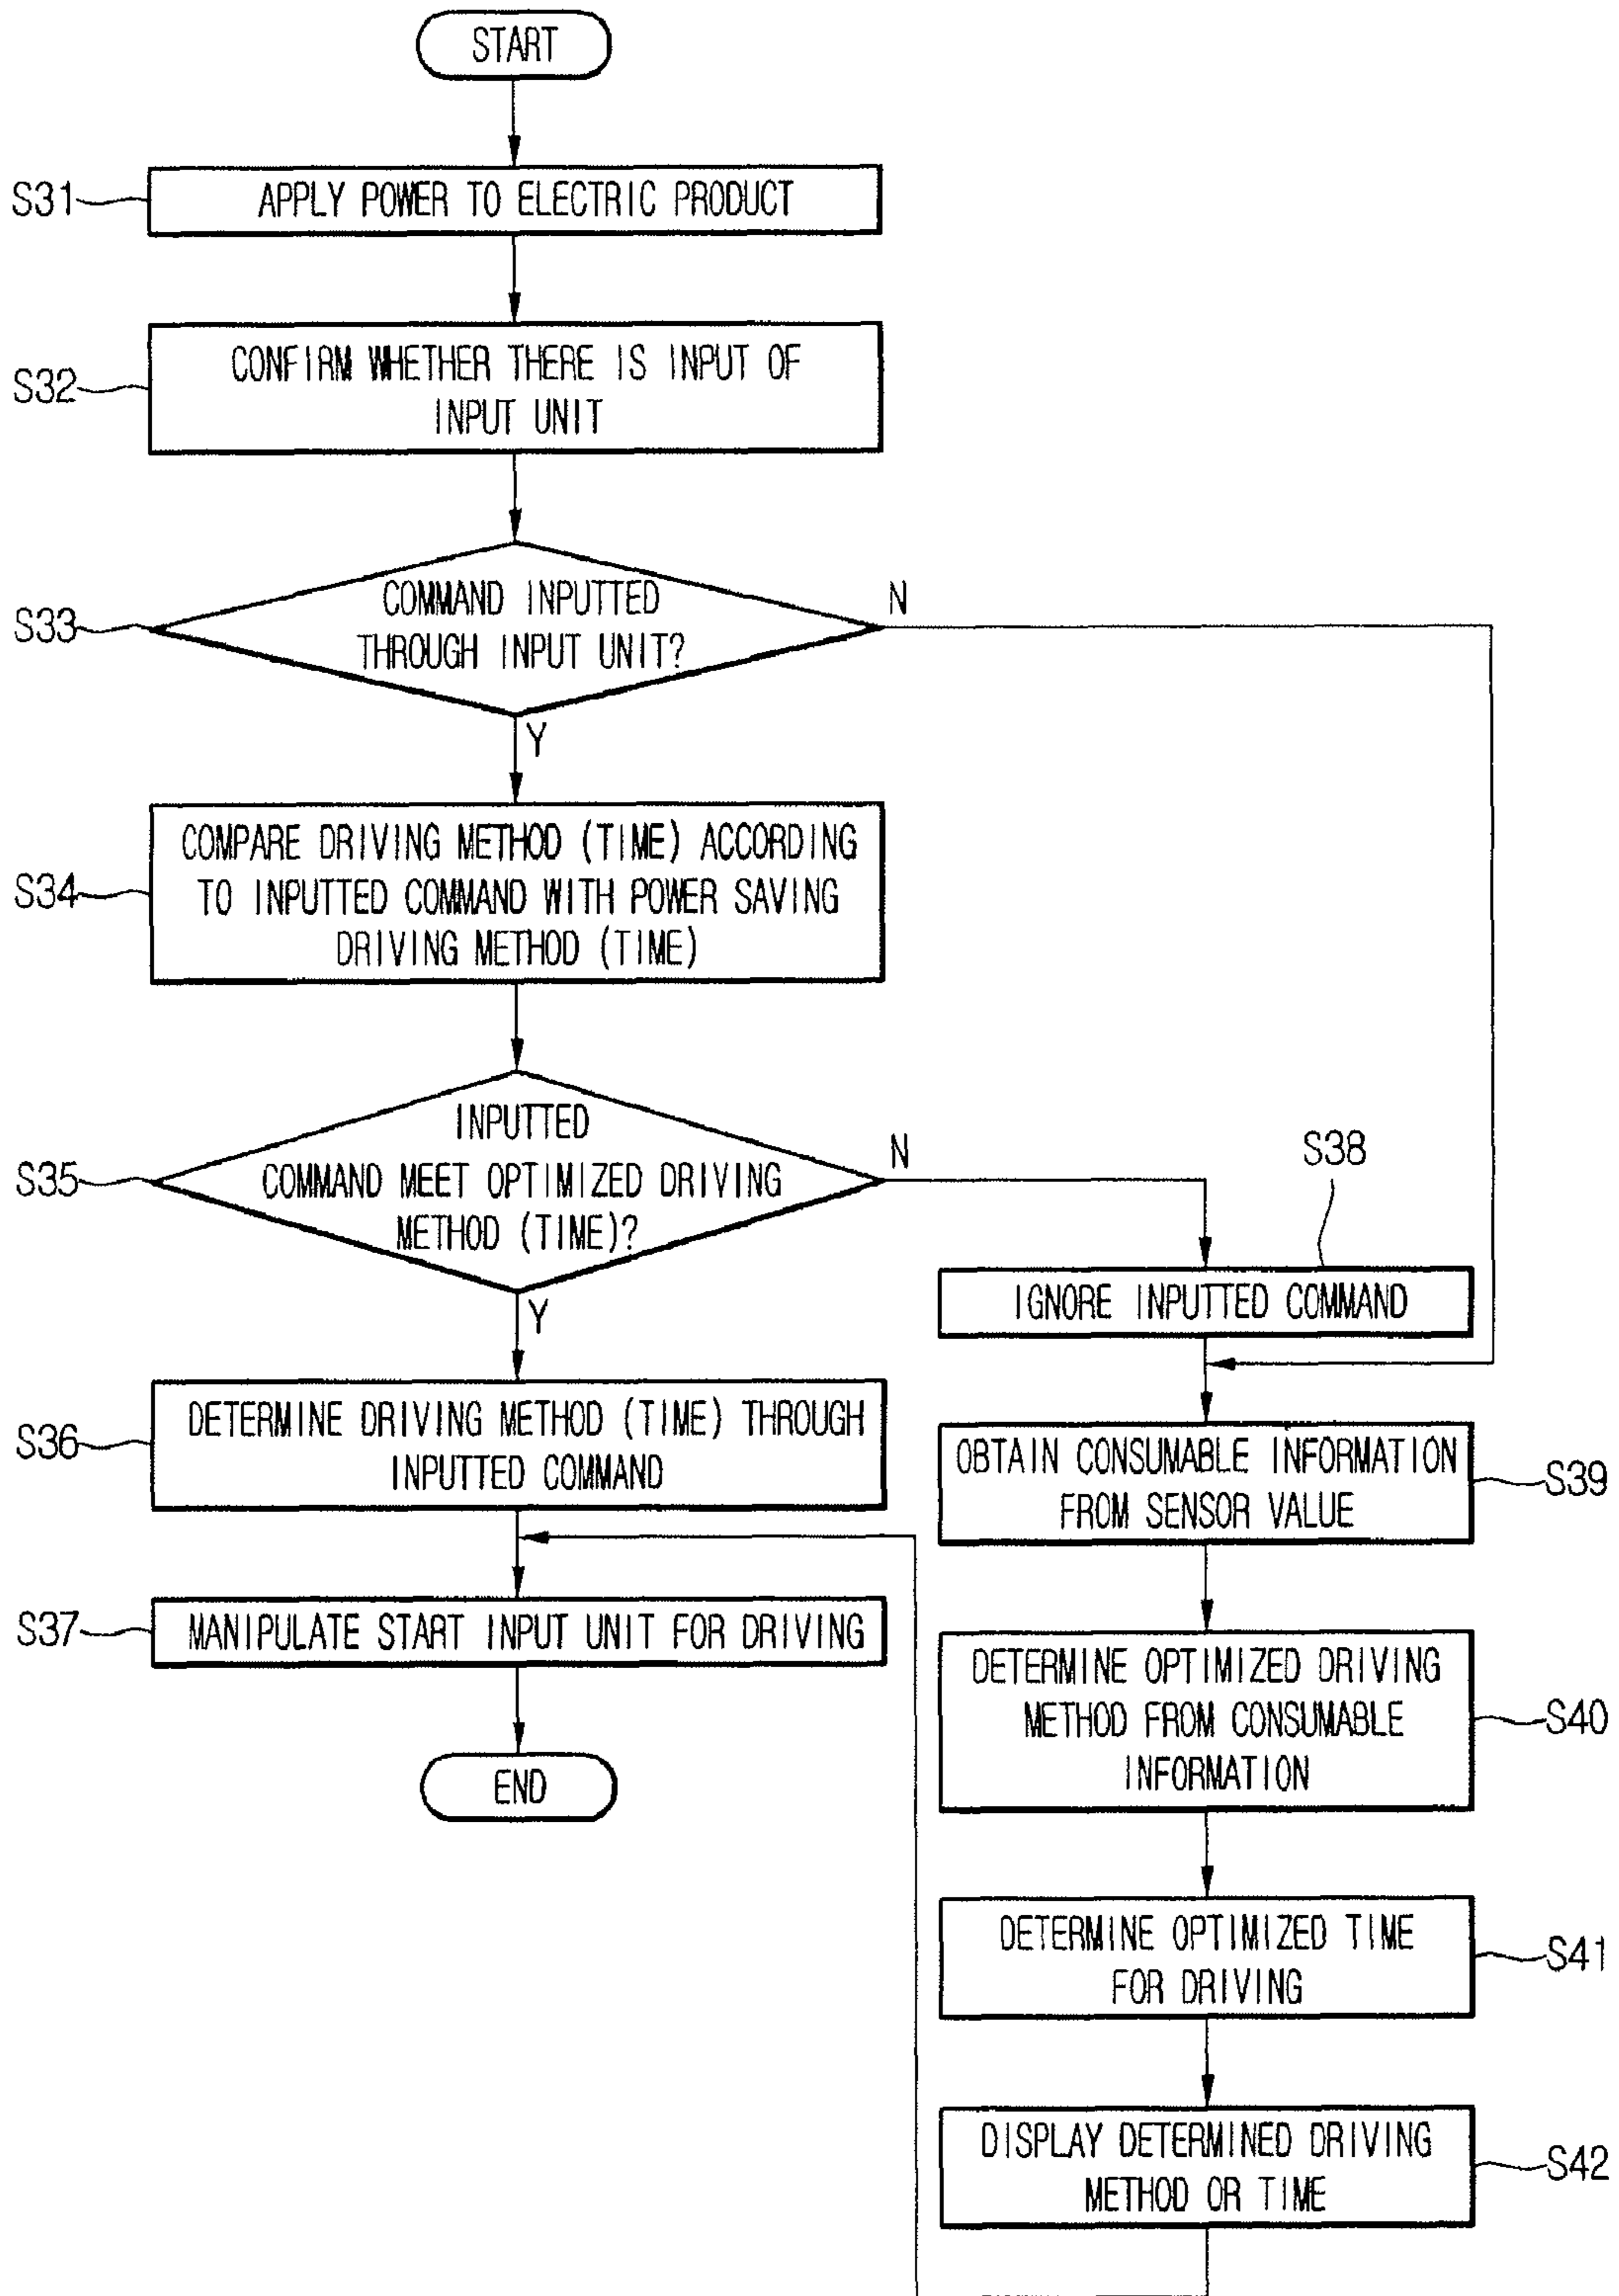 START
S31
APPLY POWER TO ELECTRIC PRODUCT
S32
CONFIRM WHETHER THERE IS INPUT OF
INPUT UNIT
S33
COMMAND INPUTTED
THROUGH INPUT UNIT?
N
Y
S34
COMPARE DRIVING METHOD (TIME) ACCORDING
TO INPUTTED COMMAND WITH POWER SAVING
DRIVING METHOD (TIME)
S35
INPUTTED
COMMAND MEET OPTIMIZED DRIVING
METHOD (TIME)?
N
Y
S38
IGNORE INPUTTED COMMAND
S36
DETERMINE DRIVING METHOD (TIME) THROUGH
INPUTTED COMMAND
S37
MANIPULATE START INPUT UNIT FOR DRIVING
END
OBTAIN CONSUMABLE INFORMATION
FROM SENSOR VALUE
S39
DETERMINE OPTIMIZED DRIVING
METHOD FROM CONSUMABLE
INFORMATION
S40
DETERMINE OPTIMIZED TIME
FOR DRIVING
S41
DISPLAY DETERMINED DRIVING
METHOD OR TIME
S42